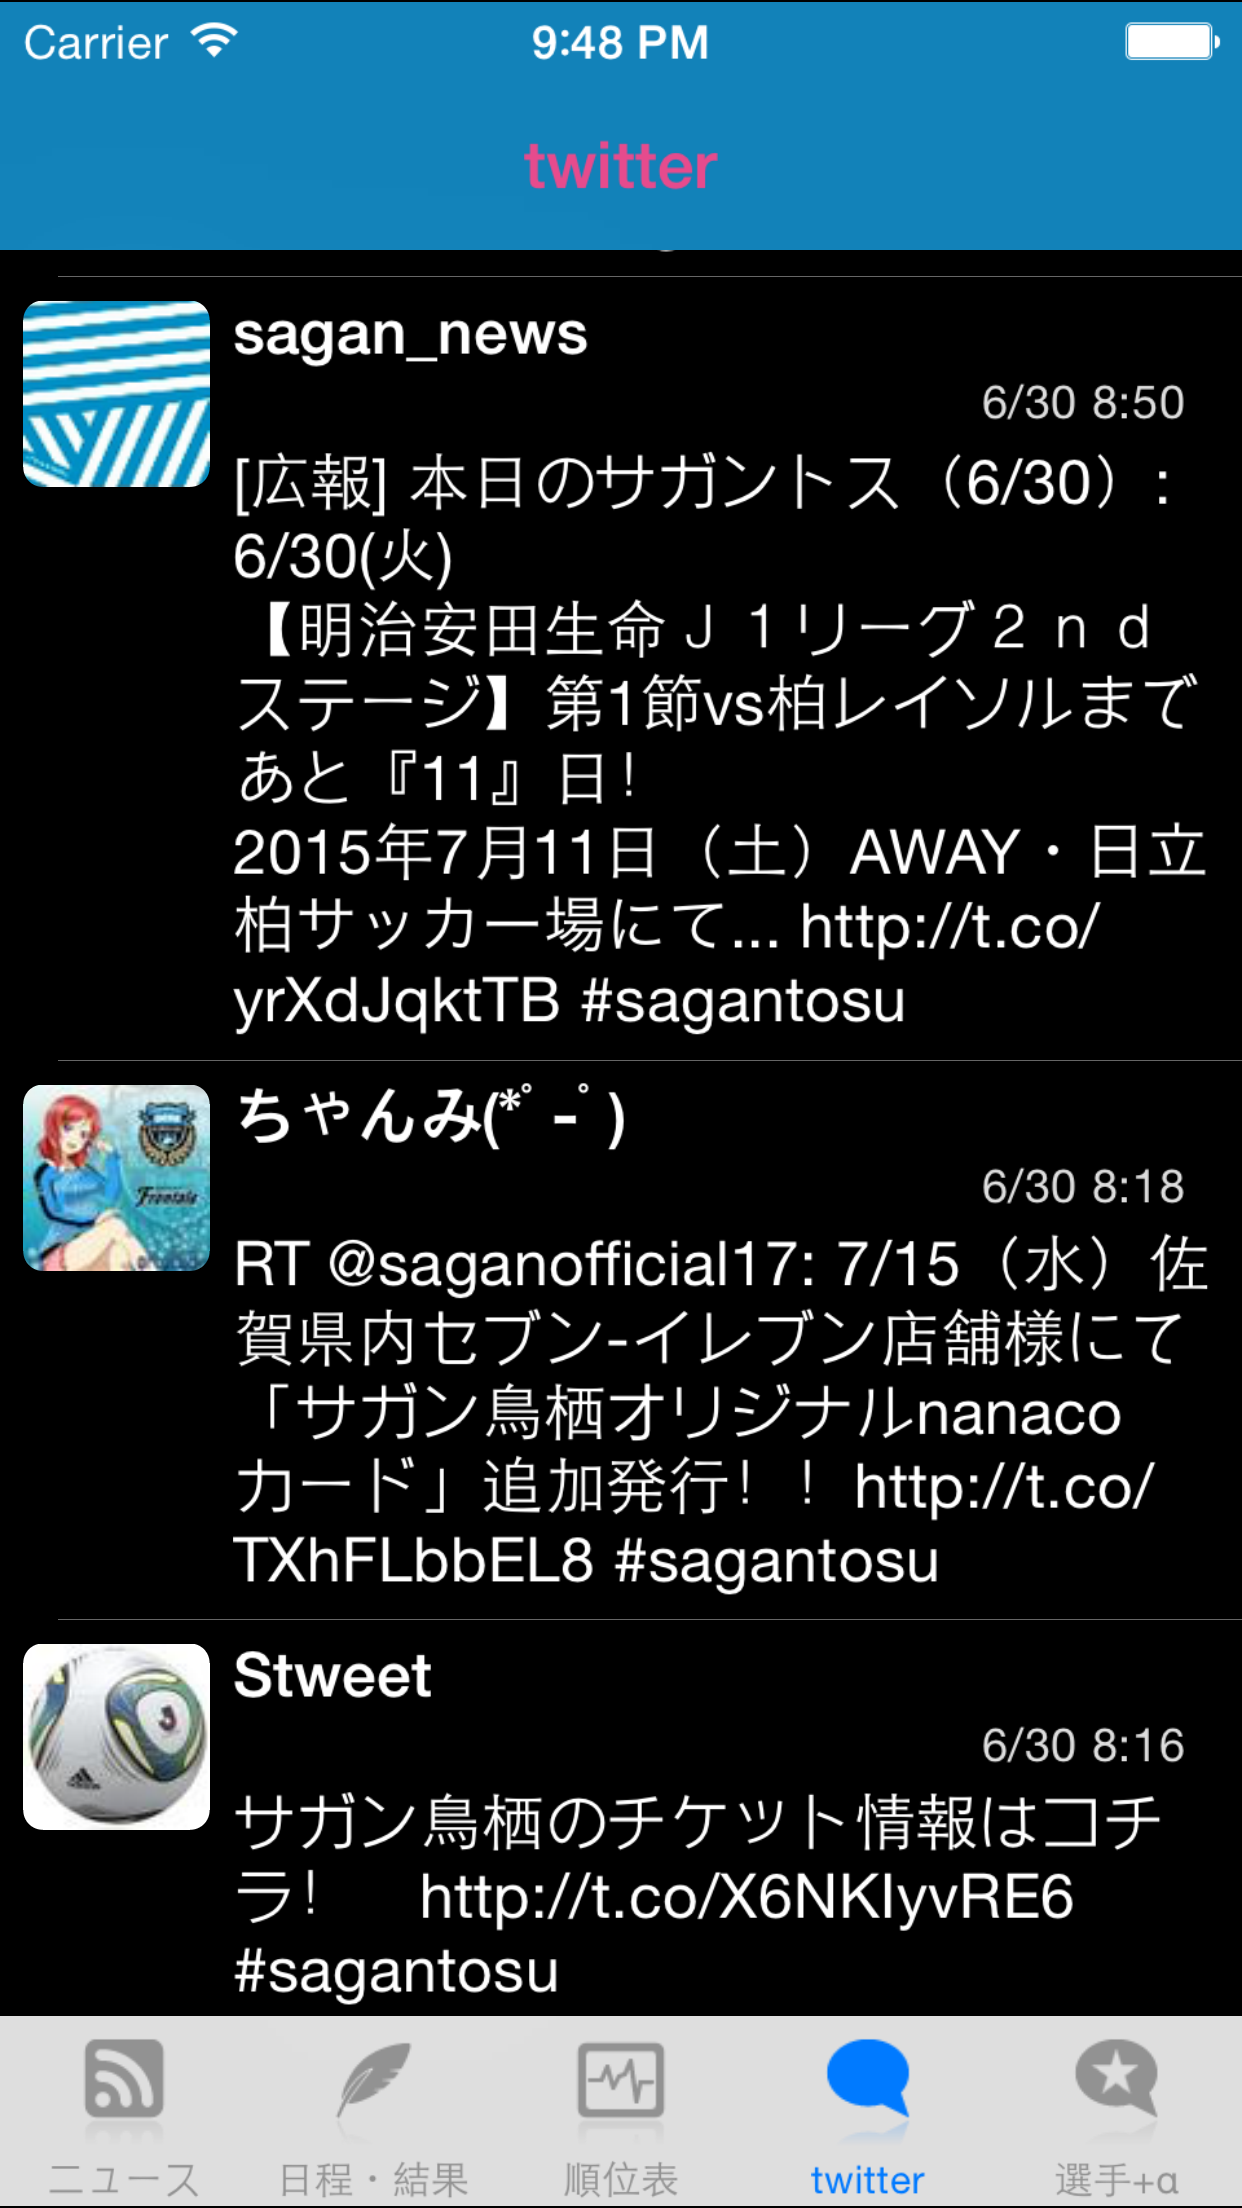 Carrier 9:48 PM
twitter
sagan_news
6/30 8:50
[広報] 本日のサガントス（6/30）:
6/30(火)
【明治安田生命Ｊ１リーグ２ｎｄ
ステージ】第1節vs柏レイソルまで
あと『11』日！
2015年7月11日（土）AWAY・日立
柏サッカー場にて... http://t.co/
yrXdJqktTB #sagantosu
ちゃんみ(*ﾟ -ﾟ )
Frontale
6/30 8:18
RT @saganofficial17: 7/15（水）佐
賀県内セブン-イレブン店舗様にて
「サガン鳥栖オリジナルnanaco
カード」追加発行！！ http://t.co/
TXhFLbbEL8 #sagantosu
Stweet
6/30 8:16
サガン鳥栖のチケット情報はコチ
ラ！　http://t.co/X6NKIyvRE6
#sagantosu
ニュース 日程・結果 順位表 twitter 選手+α